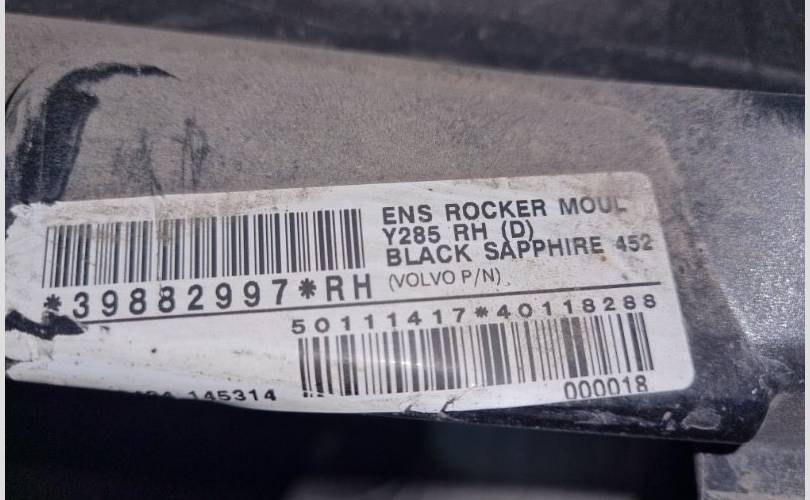 ENS ROCKER MOUL
Y285 RH (D)
BLACK SAPPHIRE 452
*39882997*RH (VOLVO P/N)
50111417*40118288
145314
000018